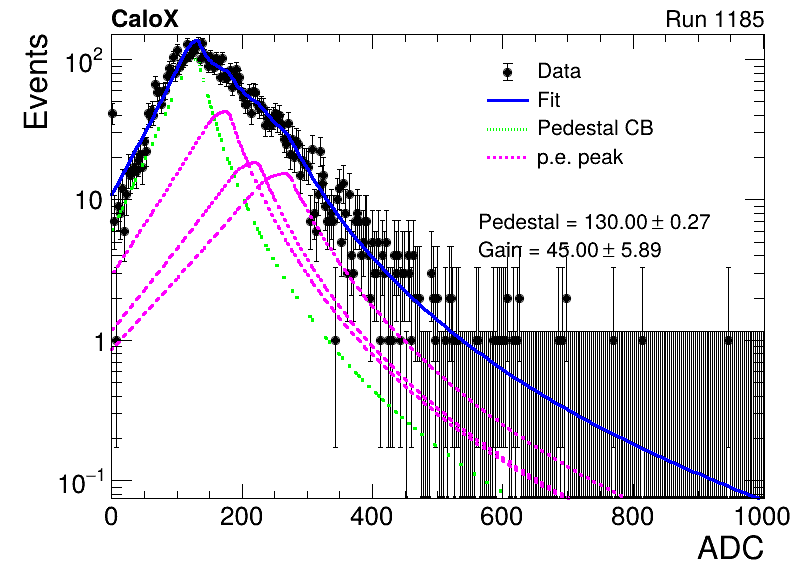 CaloX Run 1185
Events
10²
10
1
10⁻¹
Data
Fit
Pedestal CB
p.e. peak
Pedestal = 130.00 ± 0.27
Gain = 45.00 ± 5.89
0 200 400 600 800 1000
ADC